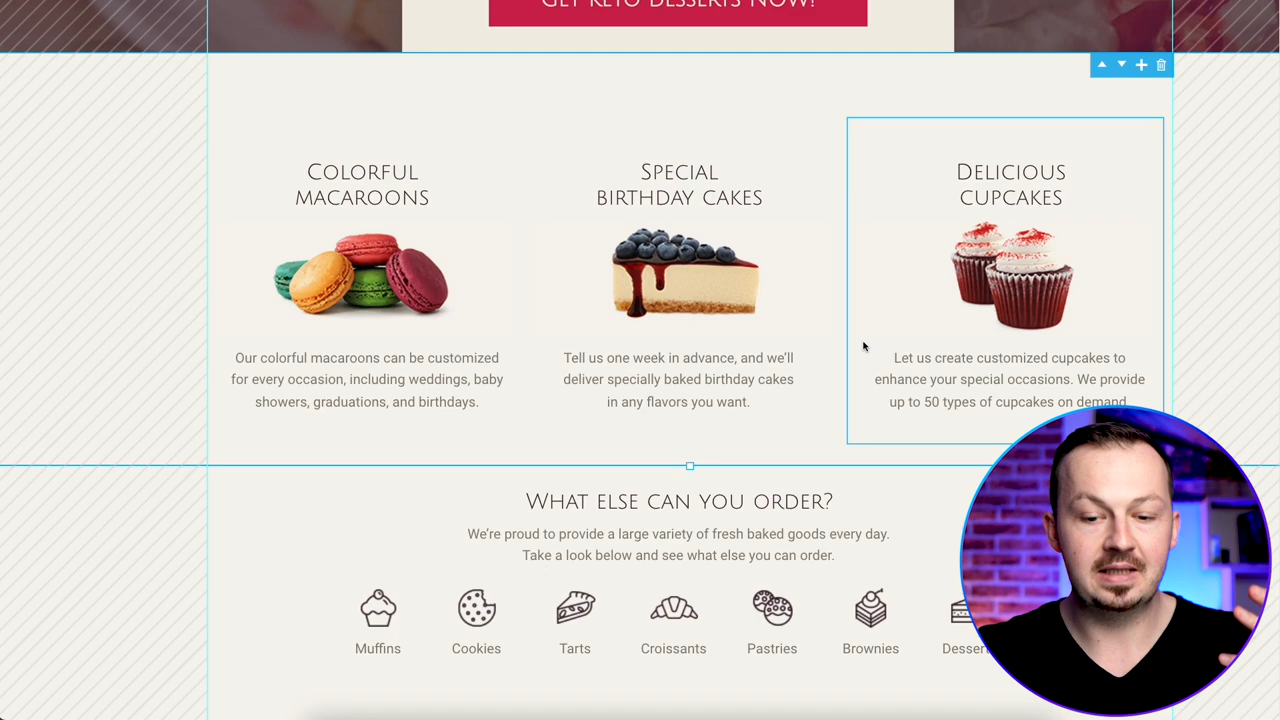 GET KETO DESSERTS NOW!
COLORFUL
MACAROONS
SPECIAL
BIRTHDAY CAKES
DELICIOUS
CUPCAKES
Our colorful macaroons can be customized
for every occasion, including weddings, baby
showers, graduations, and birthdays.
Tell us one week in advance, and we'll
deliver specially baked birthday cakes
in any flavors you want.
Let us create customized cupcakes to
enhance your special occasions. We provide
up to 50 types of cupcakes on demand
WHAT ELSE CAN YOU ORDER?
We're proud to provide a large variety of fresh baked goods every day.
Take a look below and see what else you can order.
Muffins
Cookies
Tarts
Croissants
Pastries
Brownies